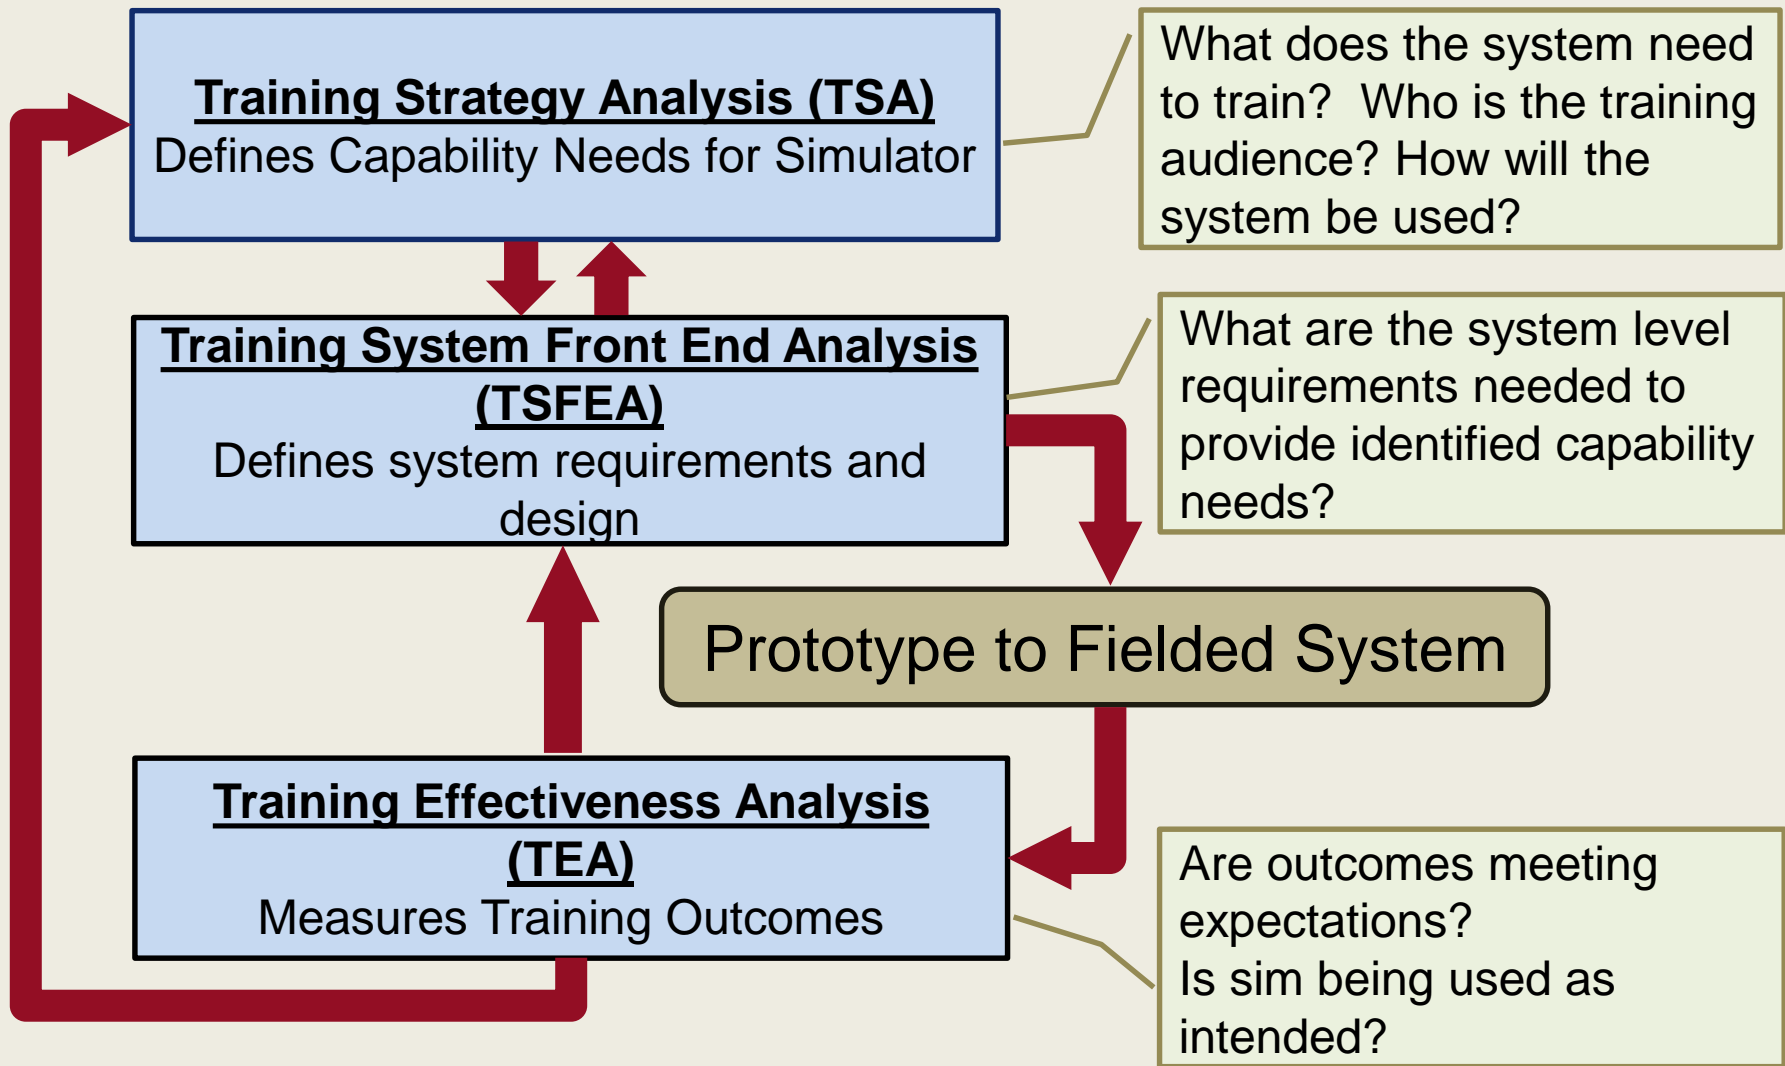 Training Strategy Analysis (TSA)
Defines Capability Needs for Simulator
What does the system need
to train?  Who is the training
audience? How will the
system be used?
Training System Front End Analysis
(TSFEA)
Defines system requirements and
design
What are the system level
requirements needed to
provide identified capability
needs?
Prototype to Fielded System
Training Effectiveness Analysis
(TEA)
Measures Training Outcomes
Are outcomes meeting
expectations?
Is sim being used as
intended?